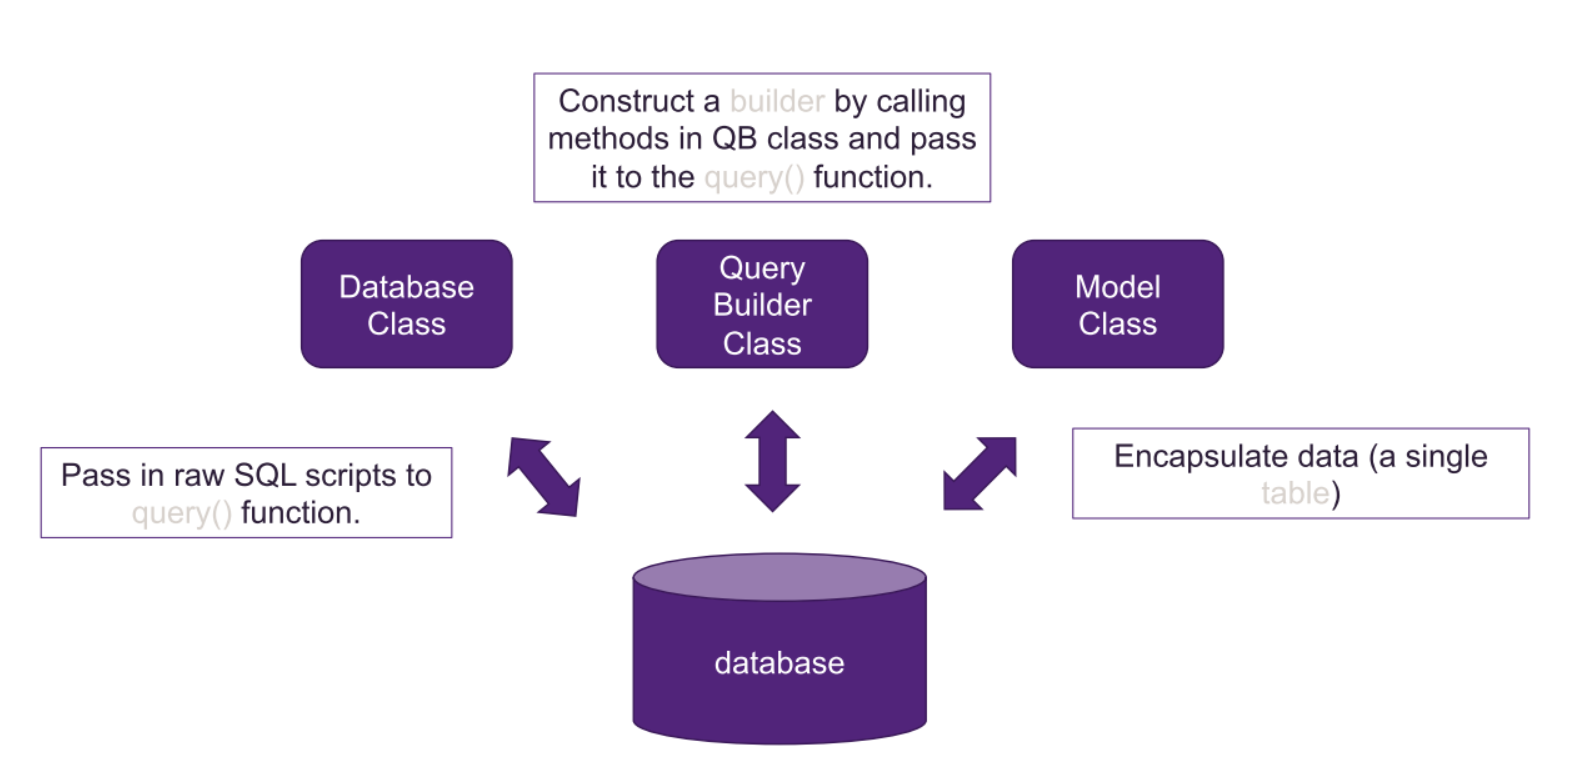 Construct a builder by calling
methods in QB class and pass
it to the query() function.
Database
Class
Query
Builder
Class
Model
Class
Pass in raw SQL scripts to
query() function.
Encapsulate data (a single
table)
database